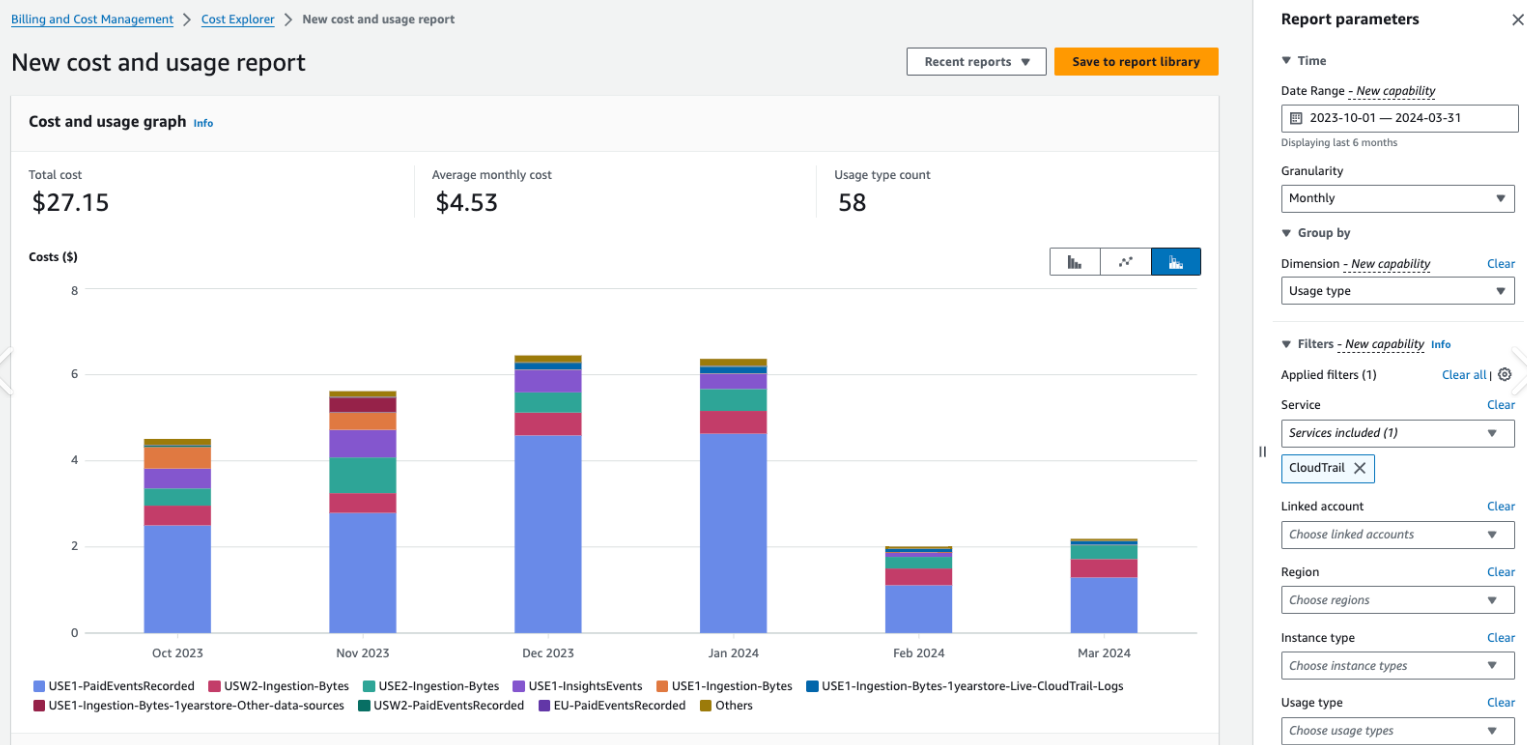 Billing and Cost Management > Cost Explorer > New cost and usage report
New cost and usage report
Recent reports ▼
Save to report library
Cost and usage graph Info
Total cost
$27.15
Average monthly cost
$4.53
Usage type count
58
Costs ($)
8
6
4
2
0
Oct 2023 Nov 2023 Dec 2023 Jan 2024 Feb 2024 Mar 2024
USE1-PaidEventsRecorded USW2-Ingestion-Bytes USE2-Ingestion-Bytes USE1-InsightsEvents USE1-Ingestion-Bytes USE1-Ingestion-Bytes-1yearstore-Live-CloudTrail-Logs
USE1-Ingestion-Bytes-1yearstore-Other-data-sources USW2-PaidEventsRecorded EU-PaidEventsRecorded Others
Report parameters
Time
Date Range - New capability
2023-10-01 — 2024-03-31
Displaying last 6 months
Granularity
Monthly
Group by
Dimension - New capability Clear
Usage type
Filters - New capability Info
Applied filters (1) Clear all |
Service Clear
Services included (1)
CloudTrail
Linked account Clear
Choose linked accounts
Region Clear
Choose regions
Instance type Clear
Choose instance types
Usage type Clear
Choose usage types